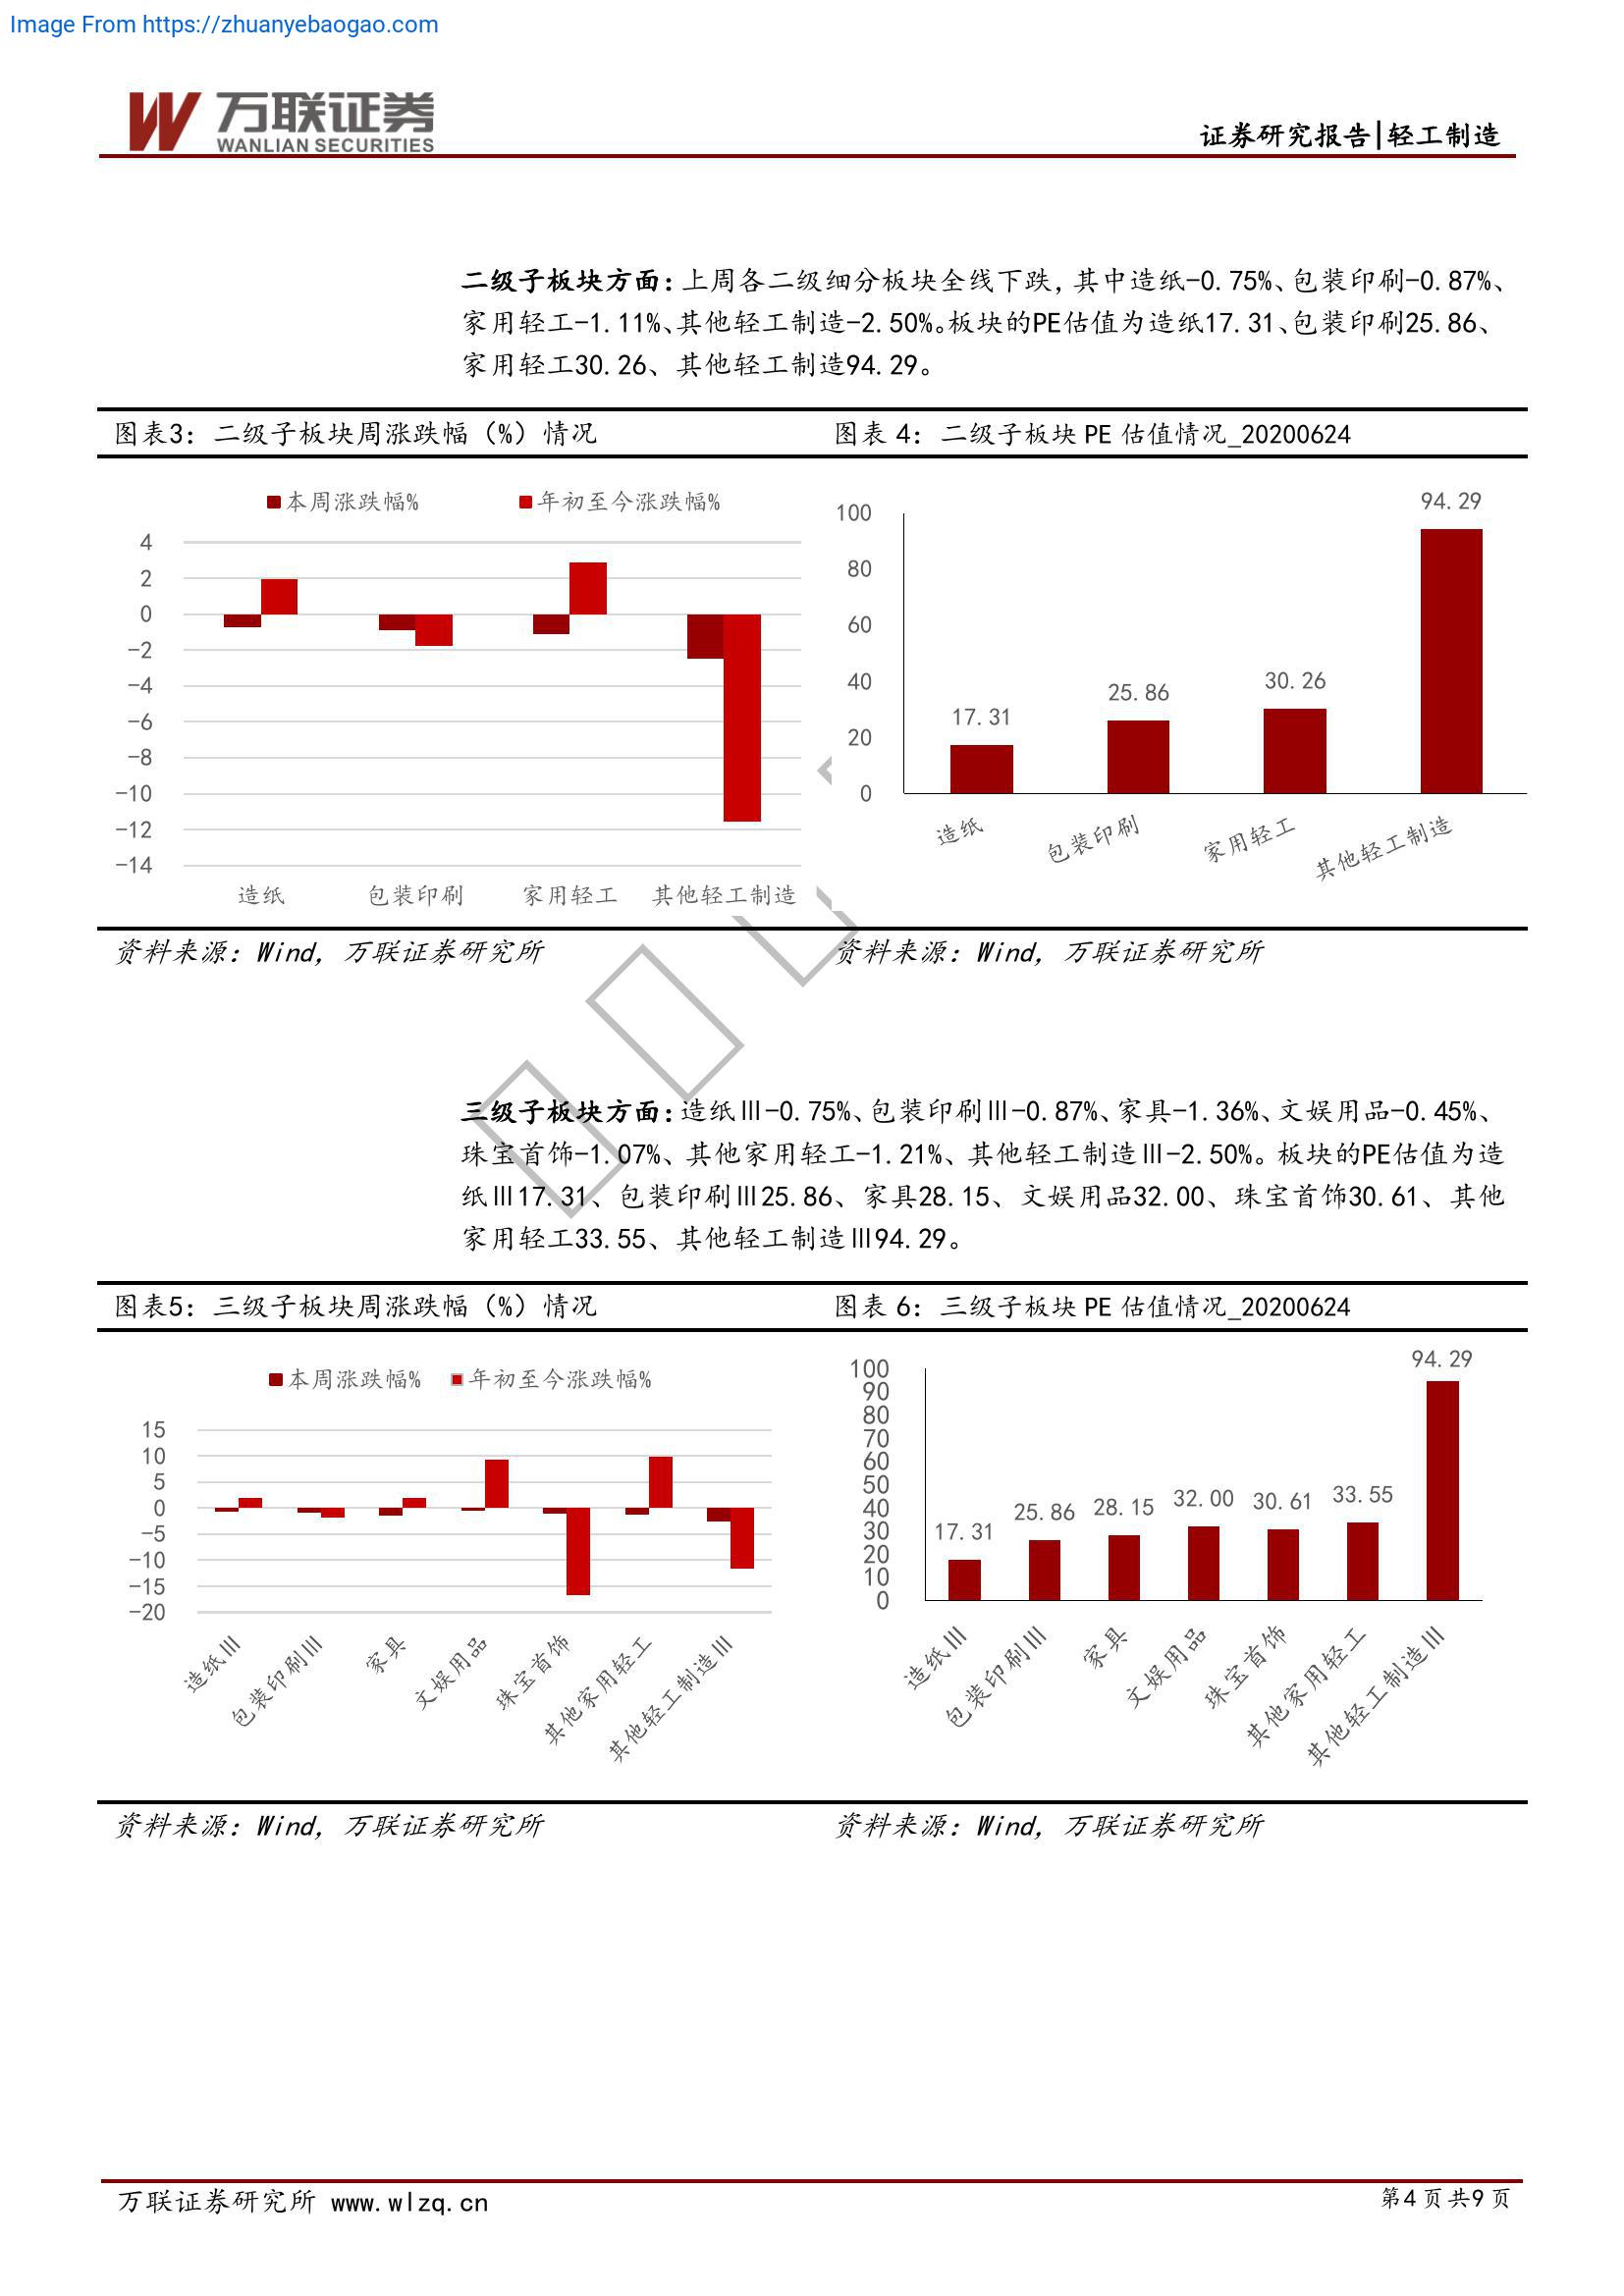 Image From https://zhuanyebaogao.com
万联证券
WANLIAN SECURITIES
证券研究报告|轻工制造
二级子板块方面：上周各二级细分板块全线下跌，其中造纸-0.75%、包装印刷-0.87%、
家用轻工-1.11%、其他轻工制造-2.50%。板块的PE估值为造纸17.31、包装印刷25.86、
家用轻工30.26、其他轻工制造94.29。
图表3：二级子板块周涨跌幅（%）情况
本周涨跌幅% 年初至今涨跌幅%
4
2
0
-2
-4
-6
-8
-10
-12
-14
造纸 包装印刷 家用轻工 其他轻工制造
资料来源：Wind，万联证券研究所
图表 4：二级子板块 PE 估值情况_20200624
100
80
60
40
20
0
17.31 25.86 30.26 94.29
造纸 包装印刷 家用轻工 其他轻工制造
资料来源：Wind，万联证券研究所
三级子板块方面：造纸Ⅲ-0.75%、包装印刷Ⅲ-0.87%、家具-1.36%、文娱用品-0.45%、
珠宝首饰-1.07%、其他家用轻工-1.21%、其他轻工制造Ⅲ-2.50%。板块的PE估值为造
纸Ⅲ17.31、包装印刷Ⅲ25.86、家具28.15、文娱用品32.00、珠宝首饰30.61、其他
家用轻工33.55、其他轻工制造Ⅲ94.29。
图表5：三级子板块周涨跌幅（%）情况
本周涨跌幅% 年初至今涨跌幅%
15
10
5
0
-5
-10
-15
-20
造纸Ⅲ 包装印刷Ⅲ 家具 文娱用品 珠宝首饰 其他家用轻工 其他轻工制造Ⅲ
资料来源：Wind，万联证券研究所
图表 6：三级子板块 PE 估值情况_20200624
100
90
80
70
60
50
40
30
20
10
0
17.31 25.86 28.15 32.00 30.61 33.55 94.29
造纸Ⅲ 包装印刷Ⅲ 家具 文娱用品 珠宝首饰 其他家用轻工 其他轻工制造Ⅲ
资料来源：Wind，万联证券研究所
万联证券研究所 www.wlzq.cn
第4页共9页